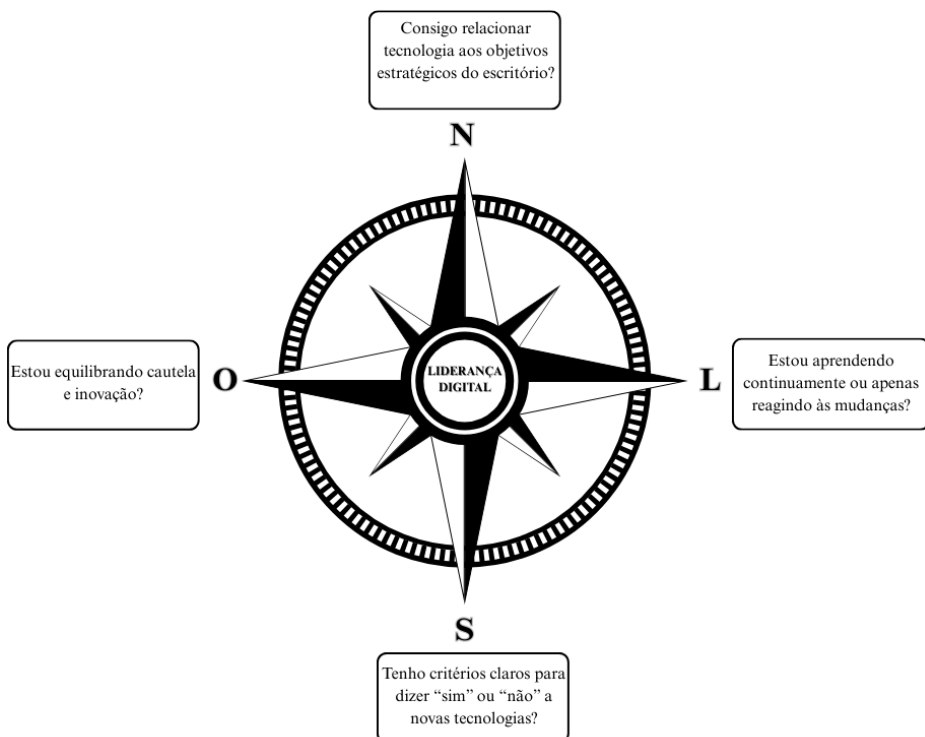 Consigo relacionar
tecnologia aos objetivos
estratégicos do escritório?
N
Estou equilibrando cautela
e inovação?
O
LIDERANÇA
DIGITAL
L
Estou aprendendo
continuamente ou apenas
reagindo às mudanças?
S
Tenho critérios claros para
dizer “sim” ou “não” a
novas tecnologias?